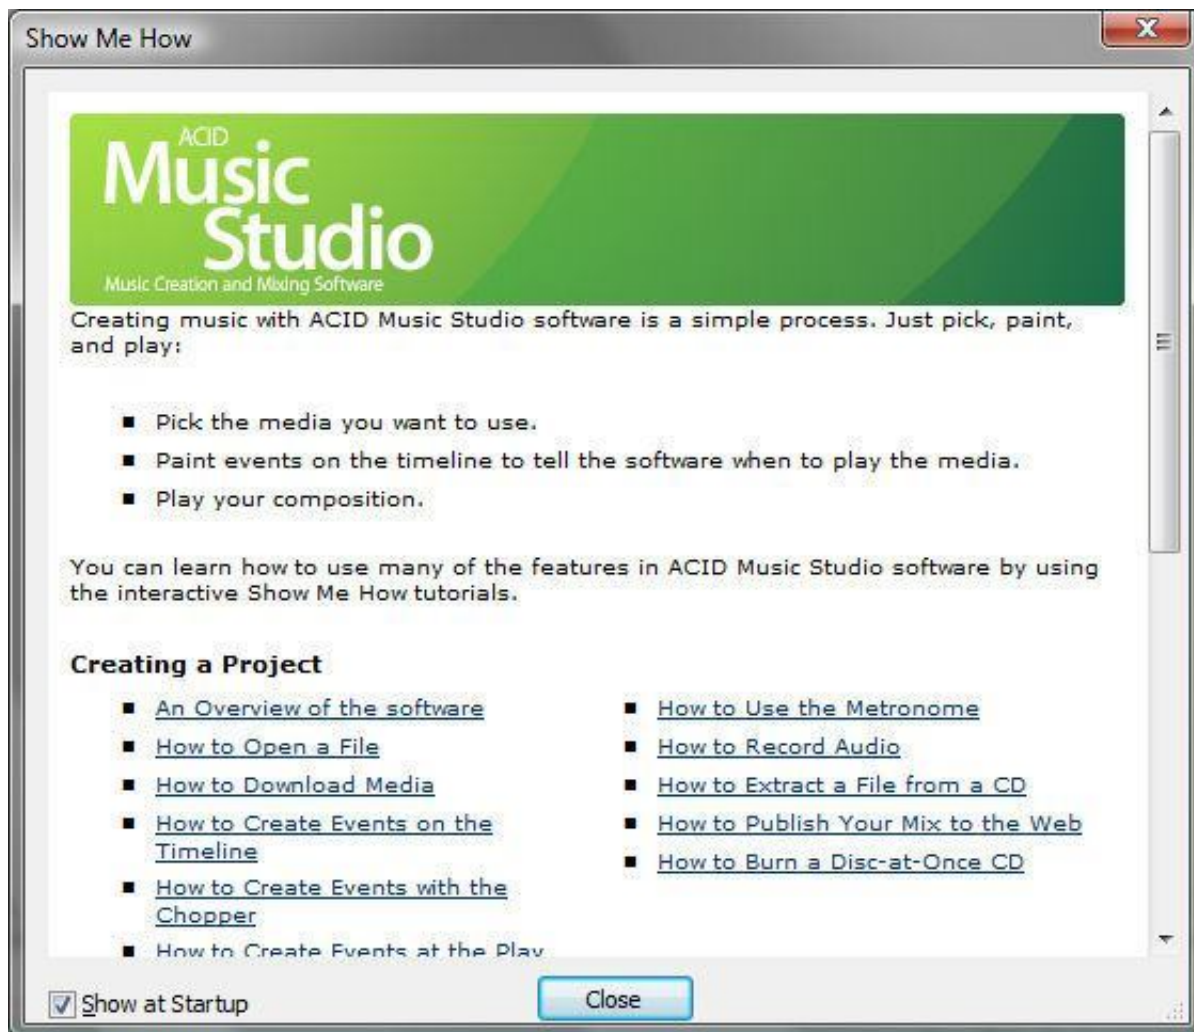 Show Me How
ACID
Music
Studio
Music Creation and Mixing Software
Creating music with ACID Music Studio software is a simple process. Just pick, paint,
and play:
Pick the media you want to use.
Paint events on the timeline to tell the software when to play the media.
Play your composition.
You can learn how to use many of the features in ACID Music Studio software by using
the interactive Show Me How tutorials.
Creating a Project
An Overview of the software
How to Open a File
How to Download Media
How to Create Events on the
Timeline
How to Create Events with the
Chopper
How to Create Events at the Play
How to Use the Metronome
How to Record Audio
How to Extract a File from a CD
How to Publish Your Mix to the Web
How to Burn a Disc-at-Once CD
Show at Startup
Close